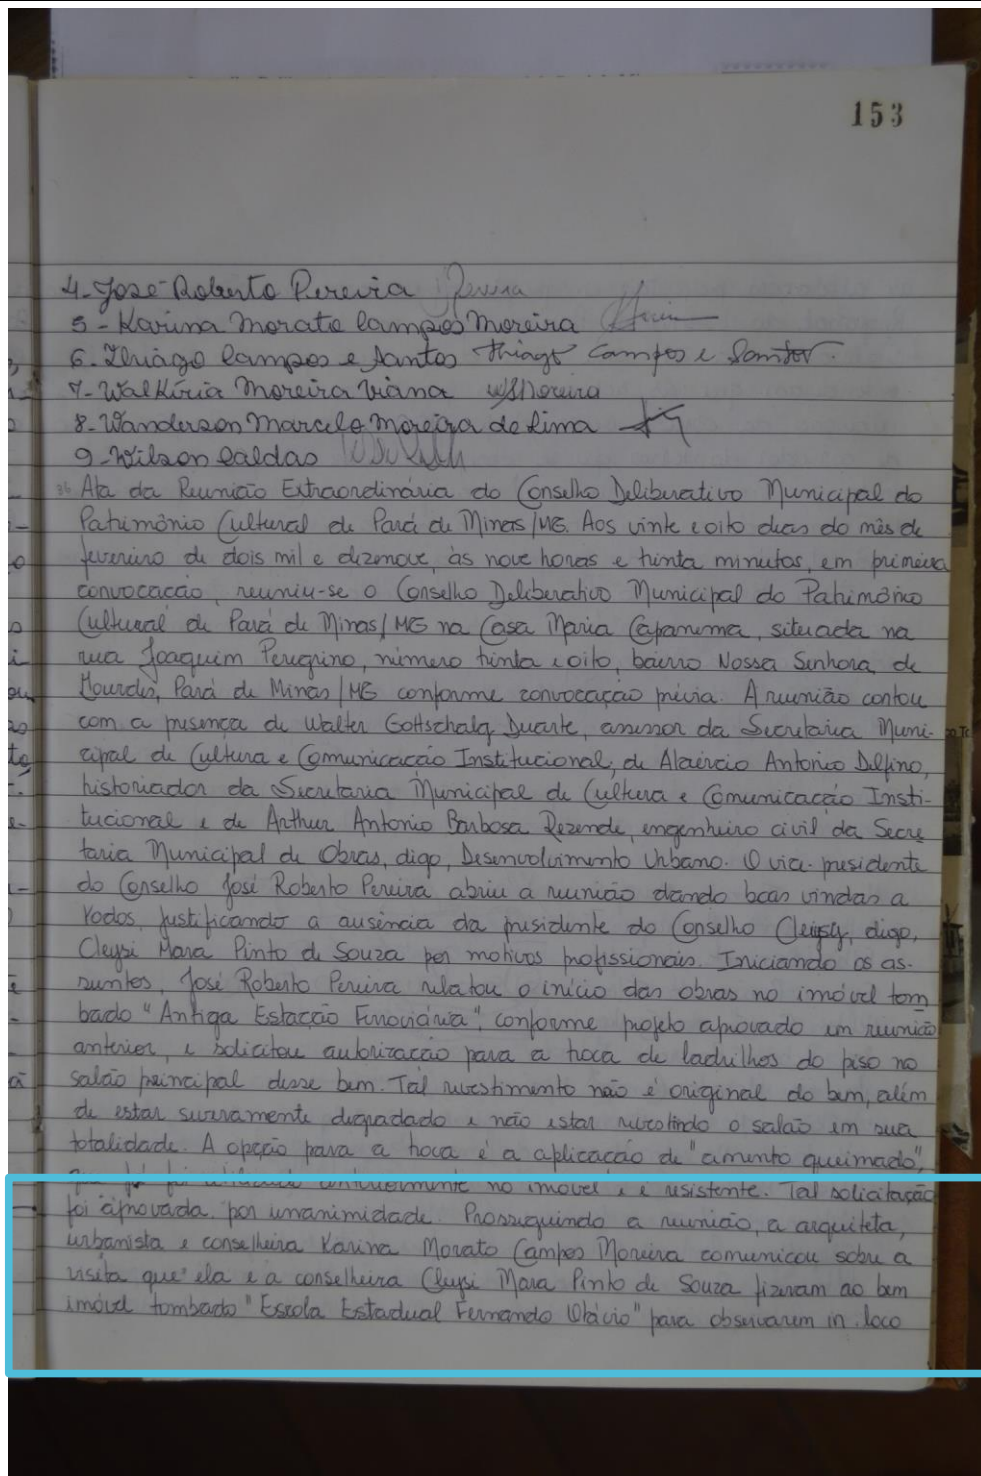 153
4- José Roberto Pereira Pereira
5- Karina Morato Campos Moreira
6- Thiago Campos e Santos Thiago Campos e Santos.
7- Walkíria Moreira Viana WMoreira
8- Wanderson Marcelo Moreira de Lima
9- Wilson Caldas
36 Ata da Reunião Extraordinária do Conselho Deliberativo Municipal do
Patrimônio Cultural de Pará de Minas/MG. Aos vinte e oito dias do mês de
fevereiro de dois mil e dezenove, às nove horas e trinta minutos, em primeira
convocação, reuniu-se o Conselho Deliberativo Municipal do Patrimônio
Cultural de Pará de Minas/MG na Casa Maria Capanema, situada na
rua Joaquim Peregrino, número trinta e oito, bairro Nossa Senhora de
Lourdes, Pará de Minas/MG conforme convocação prévia. A reunião contou
com a presença de Walter Gottschalg Duarte, assessor da Secretaria Muni-
cipal de Cultura e Comunicação Institucional, de Alaércio Antonio Delfino,
historiador da Secretaria Municipal de Cultura e Comunicação Insti-
tucional e de Arthur Antonio Barbosa Rezende, engenheiro civil da Secre
taria Municipal de Obras, digo, Desenvolvimento Urbano. O vice-presidente
do Conselho José Roberto Pereira abriu a reunião dando boas vindas a
todos, justificando a ausência da presidente do Conselho Cleysy, digo,
Cleysi Mara Pinto de Souza por motivos profissionais. Iniciando os as-
suntos, José Roberto Pereira relatou o início das obras no imóvel tom
bado "Antiga Estação Ferroviária", conforme projeto aprovado em reunião
anterior, e solicitou autorização para a troca de ladrilhos do piso no
salão principal desse bem. Tal revestimento não é original do bem, além
de estar severamente degradado e não estar revestindo o salão em sua
totalidade. A opção para a troca é a aplicação de "cimento queimado",
que já foi utilizado anteriormente no imóvel e é resistente. Tal solicitação
foi aprovada por unanimidade. Prosseguindo a reunião, a arquiteta,
urbanista e conselheira Karina Morato Campos Moreira comunicou sobre a
visita que ela e a conselheira Cleysi Mara Pinto de Souza fizeram ao bem
imóvel tombado "Escola Estadual Fernando Otávio" para observarem in loco